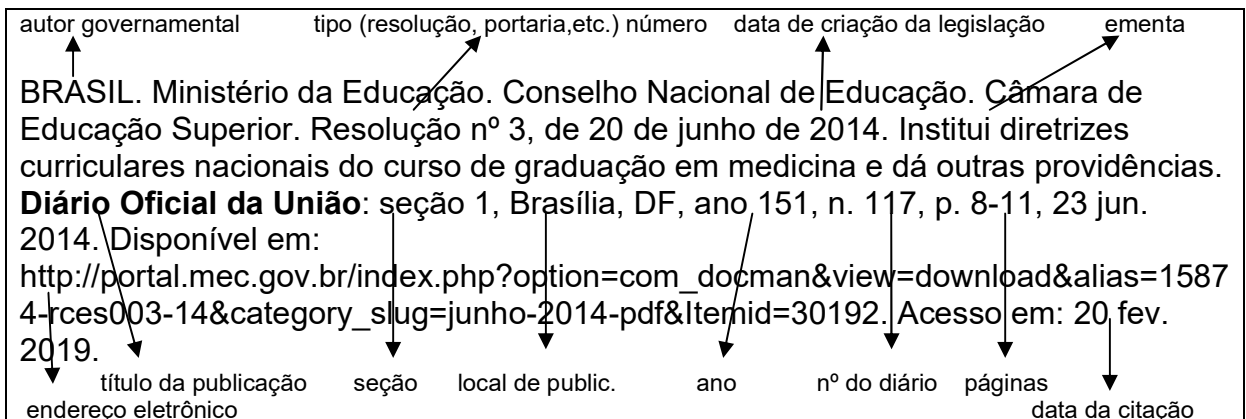 autor governamental tipo (resolução, portaria,etc.) número data de criação da legislação ementa
BRASIL. Ministério da Educação. Conselho Nacional de Educação. Câmara de
Educação Superior. Resolução nº 3, de 20 de junho de 2014. Institui diretrizes
curriculares nacionais do curso de graduação em medicina e dá outras providências.
Diário Oficial da União: seção 1, Brasília, DF, ano 151, n. 117, p. 8-11, 23 jun.
2014. Disponível em:
http://portal.mec.gov.br/index.php?option=com_docman&view=download&alias=1587
4-rces003-14&category_slug=junho-2014-pdf&Itemid=30192. Acesso em: 20 fev.
2019.
título da publicação seção local de public. ano nº do diário páginas
endereço eletrônico data da citação